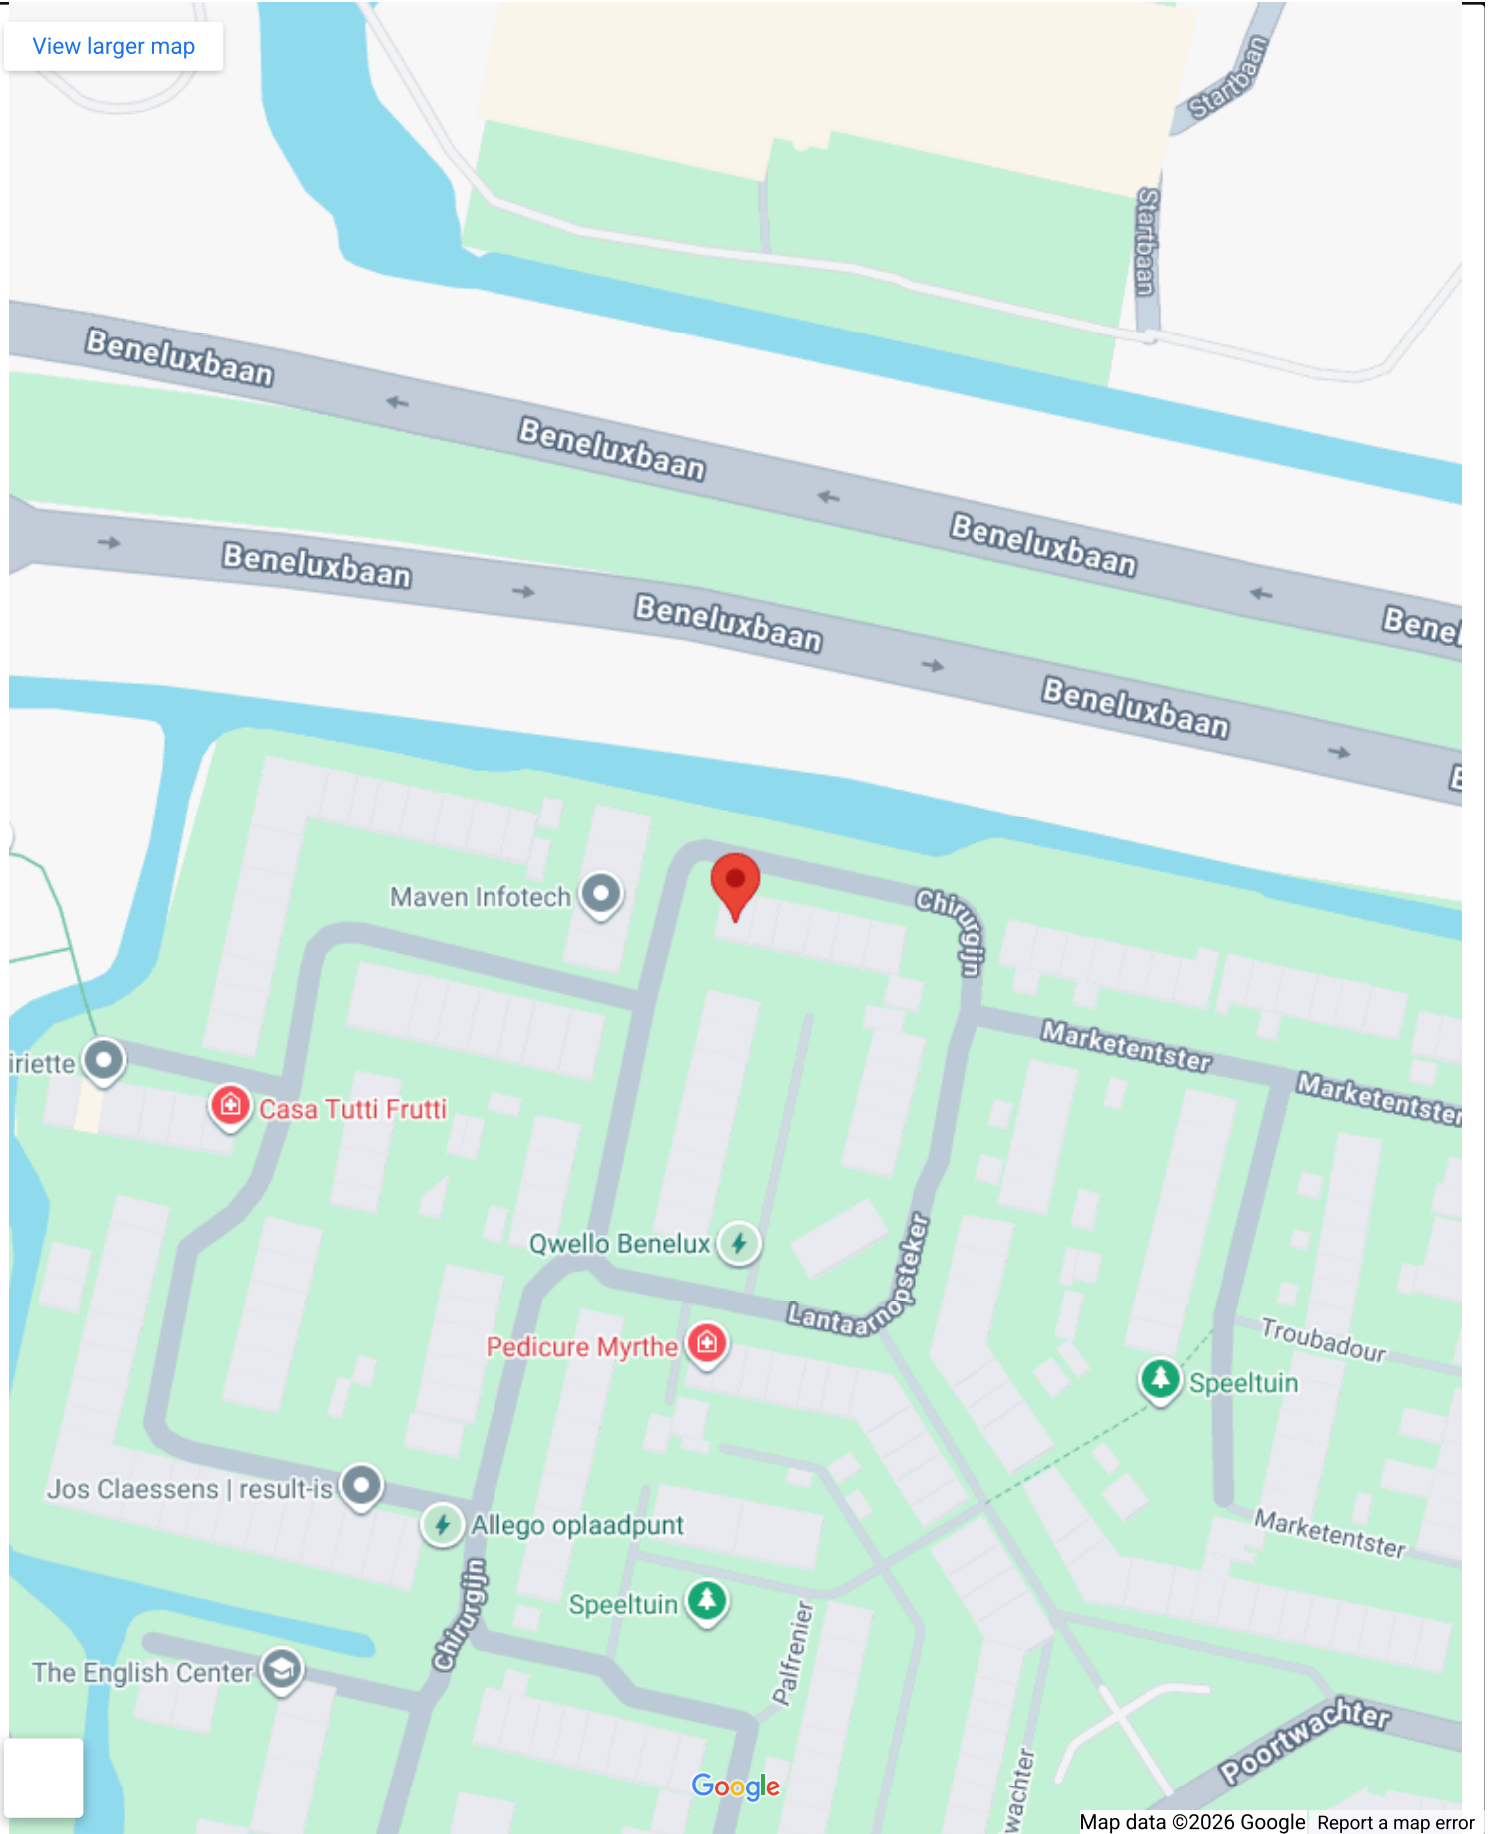 View larger map
Startbaan
Startbaan
Beneluxbaan
Beneluxbaan
Beneluxbaan
Benel
Beneluxbaan
Beneluxbaan
Beneluxbaan
B
Maven Infotech
Chirurgijn
Marketentster
Marketentster
iriette
Casa Tutti Frutti
Qwello Benelux
Lantaarnopsteker
Pedicure Myrthe
Troubadour
Speeltuin
Jos Claessens | result-is
Allego oplaadpunt
Marketentster
Chirurgijn
Speeltuin
Palfrenier
The English Center
Poortwachter
wachter
Google
Map data ©2026 Google
Report a map error